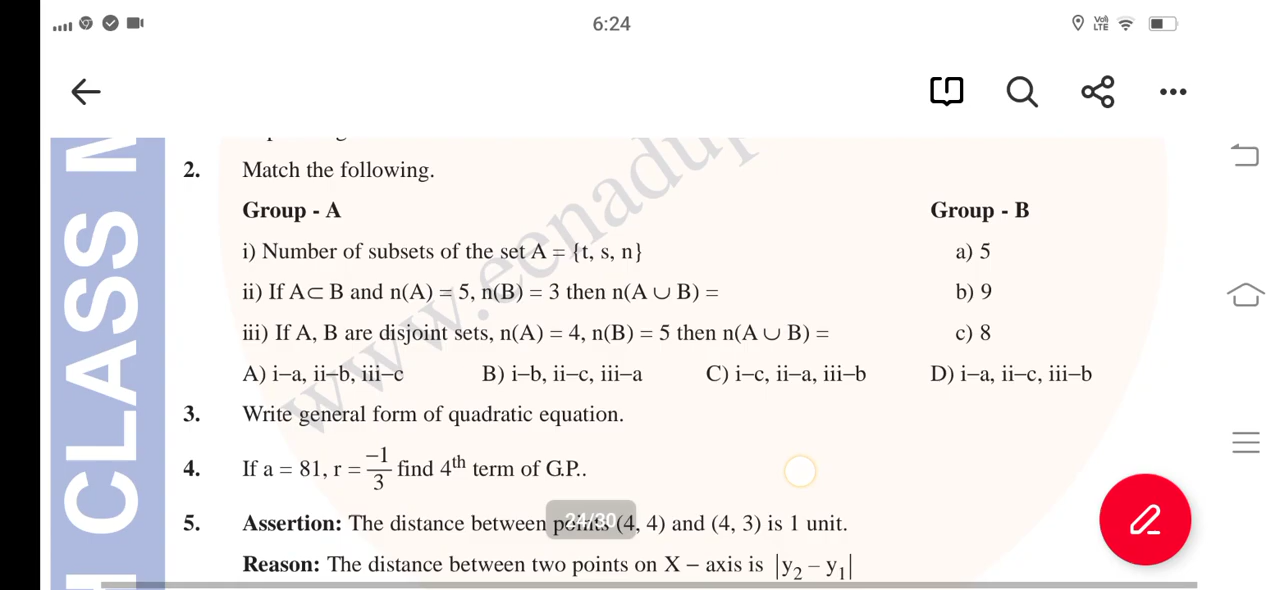 6:24
Vo) LTE
2. Match the following.
Group - A Group - B
i) Number of subsets of the set A = {t, s, n} a) 5
ii) If A⊂ B and n(A) = 5, n(B) = 3 then n(A ∪ B) = b) 9
iii) If A, B are disjoint sets, n(A) = 4, n(B) = 5 then n(A ∪ B) = c) 8
A) i–a, ii–b, iii–c B) i–b, ii–c, iii–a C) i–c, ii–a, iii–b D) i–a, ii–c, iii–b
3. Write general form of quadratic equation.
4. If a = 81, r = −1/3 find 4th term of G.P..
5. Assertion: The distance between points (4, 4) and (4, 3) is 1 unit.
24/30
Reason: The distance between two points on X − axis is |y₂ − y₁|
CLASS
www.eenadup